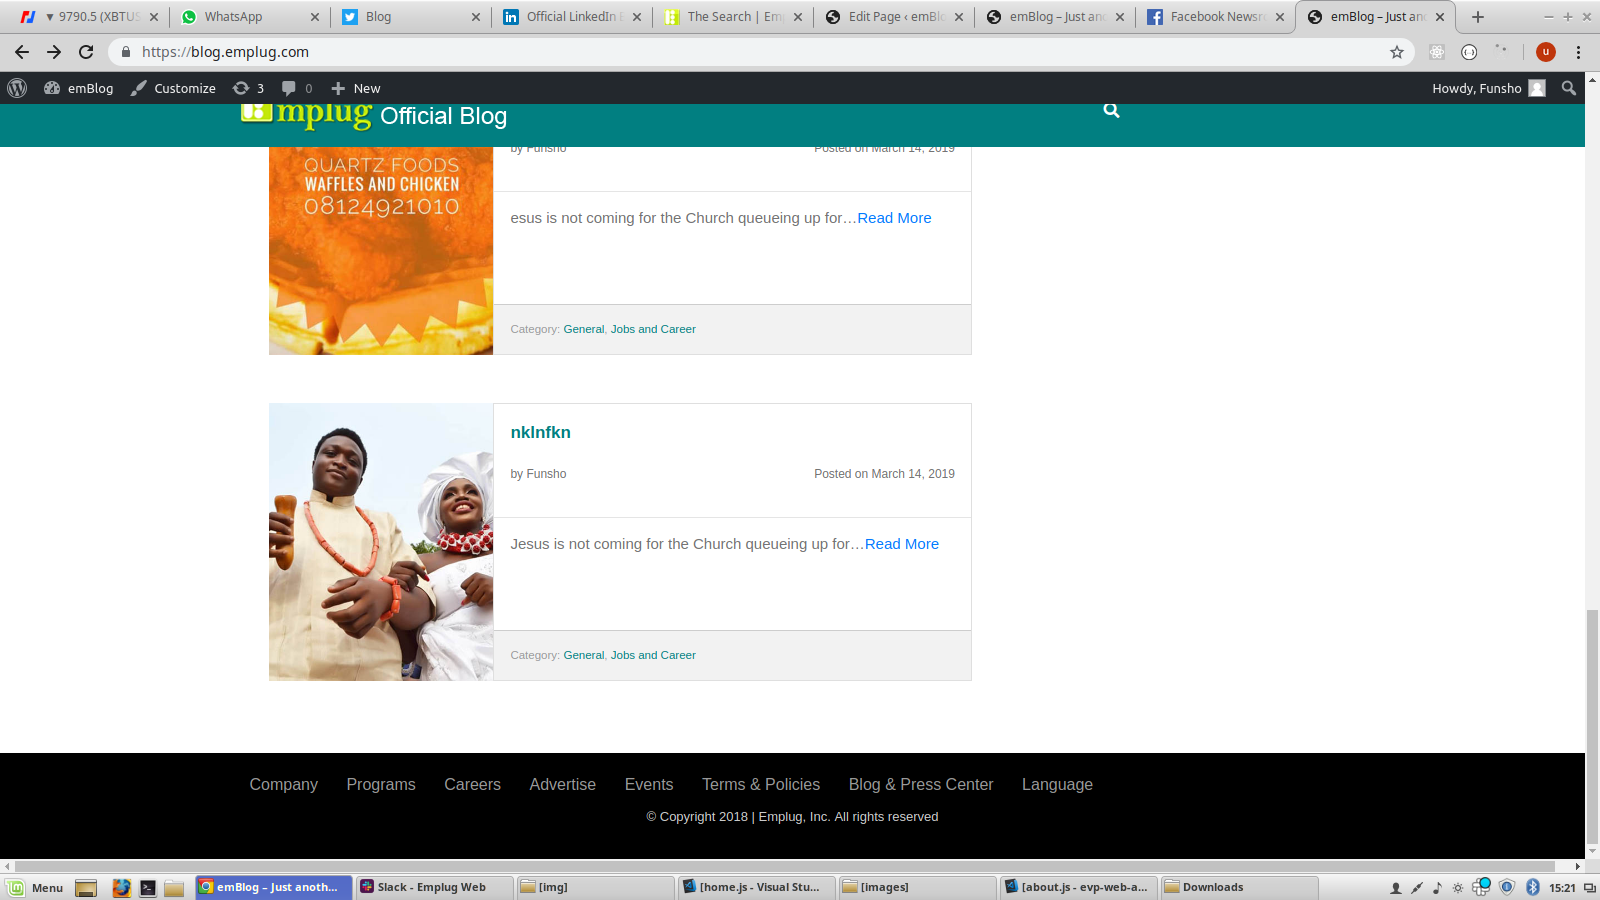 ▼ 9790.5 (XBTUS
WhatsApp
Blog
Official LinkedIn
The Search | Em
Edit Page ‹ emBl
emBlog – Just an
Facebook Newsr
emBlog – Just an
https://blog.emplug.com
u
emBlog
Customize
3
0
New
Howdy, Funsho
mplug Official Blog
by Funsho
Posted on March 14, 2019
QUARTZ FOODS
WAFFLES AND CHICKEN
08124921010
esus is not coming for the Church queueing up for…Read More
Category: General, Jobs and Career
nklnfkn
by Funsho
Posted on March 14, 2019
Jesus is not coming for the Church queueing up for…Read More
Category: General, Jobs and Career
Company Programs Careers Advertise Events Terms & Policies Blog & Press Center Language
© Copyright 2018 | Emplug, Inc. All rights reserved
Menu
emBlog – Just anoth...
Slack - Emplug Web
[img]
[home.js - Visual Stu...
[images]
[about.js - evp-web-a...
Downloads
15:21